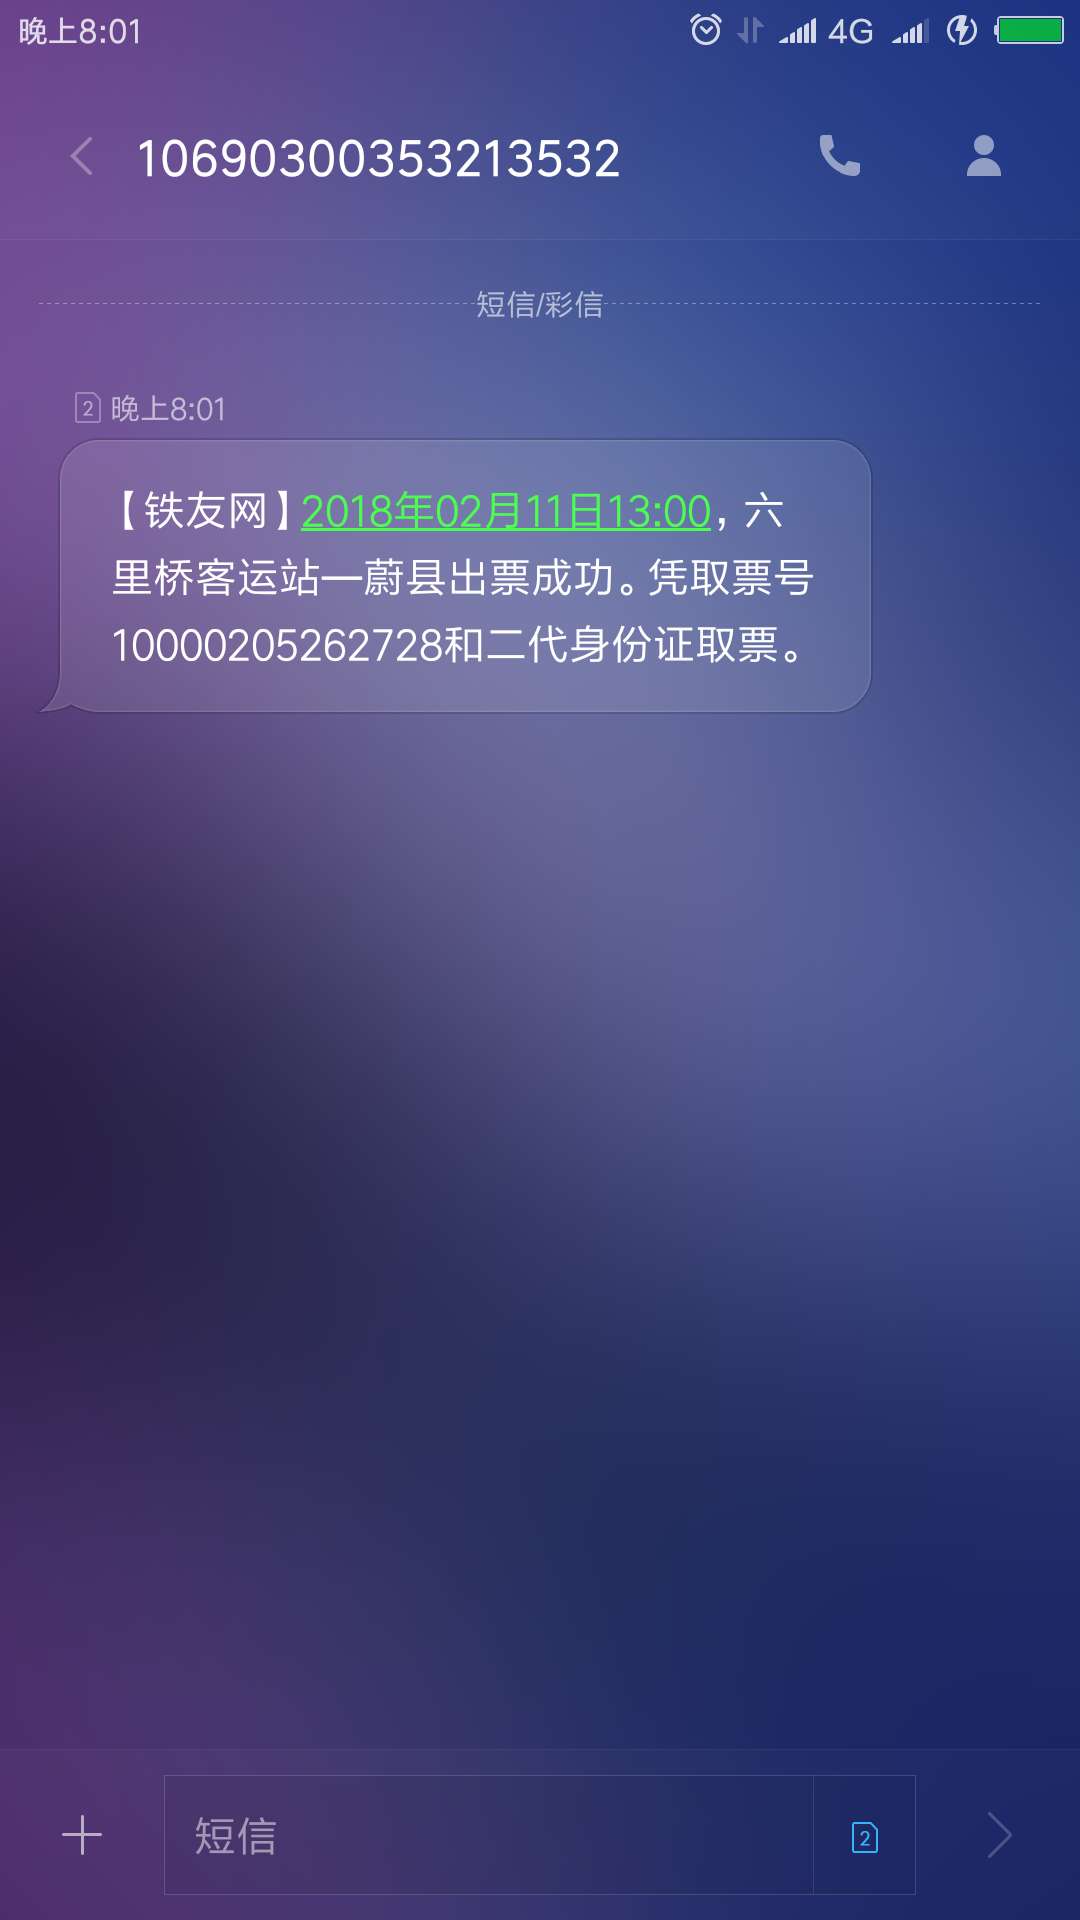 晚上8:01
4G
10690300353213532
短信/彩信
2 晚上8:01
【铁友网】2018年02月11日13:00，六
里桥客运站—蔚县出票成功。凭取票号
10000205262728和二代身份证取票。
短信
2